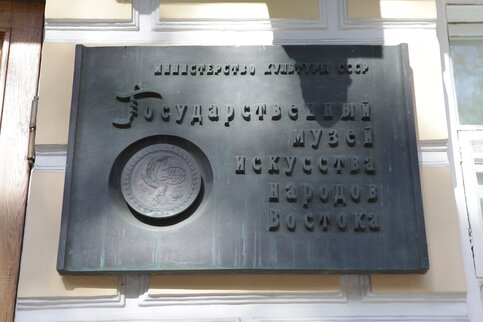 Министерство культуры СССР
Государственный
музей
искусства
народов
Востока